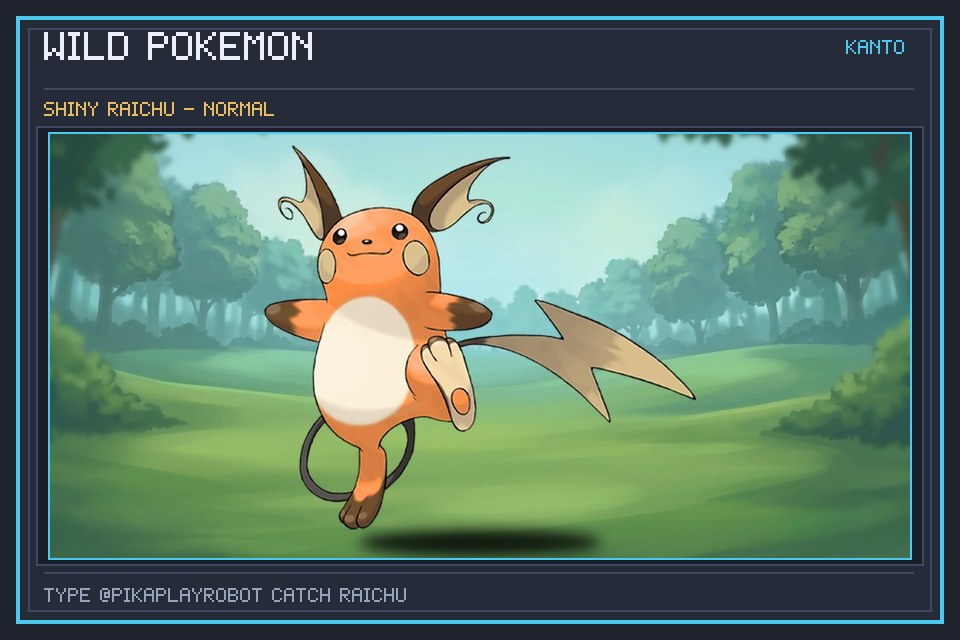 WILD POKEMON
KANTO
SHINY RAICHU - NORMAL
TYPE @PIKAPLAYROBOT CATCH RAICHU